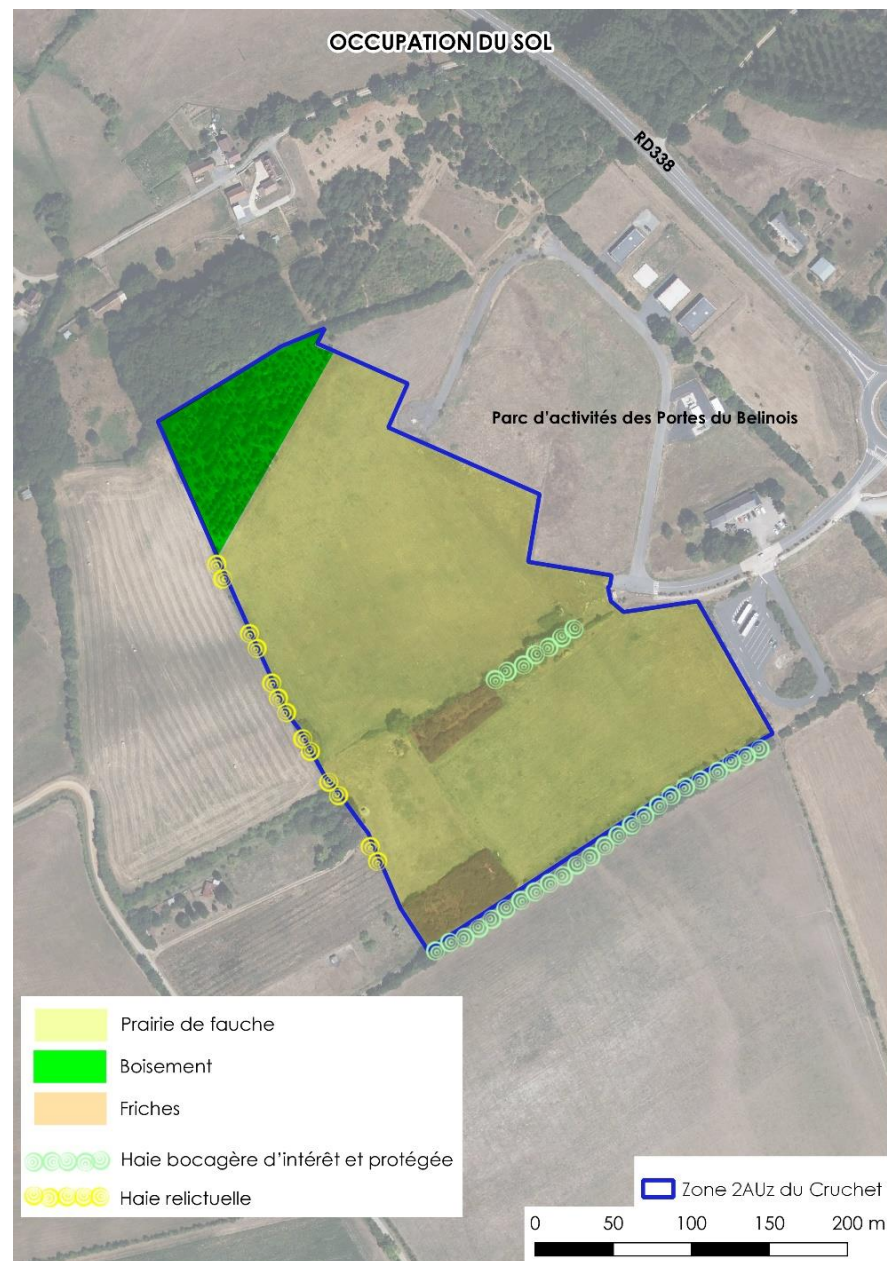 OCCUPATION DU SOL
RD338
Parc d'activités des Portes du Belinois
Prairie de fauche
Boisement
Friches
Haie bocagère d'intérêt et protégée
Haie relictuelle
Zone 2AUz du Cruchet
0 50 100 150 200 m